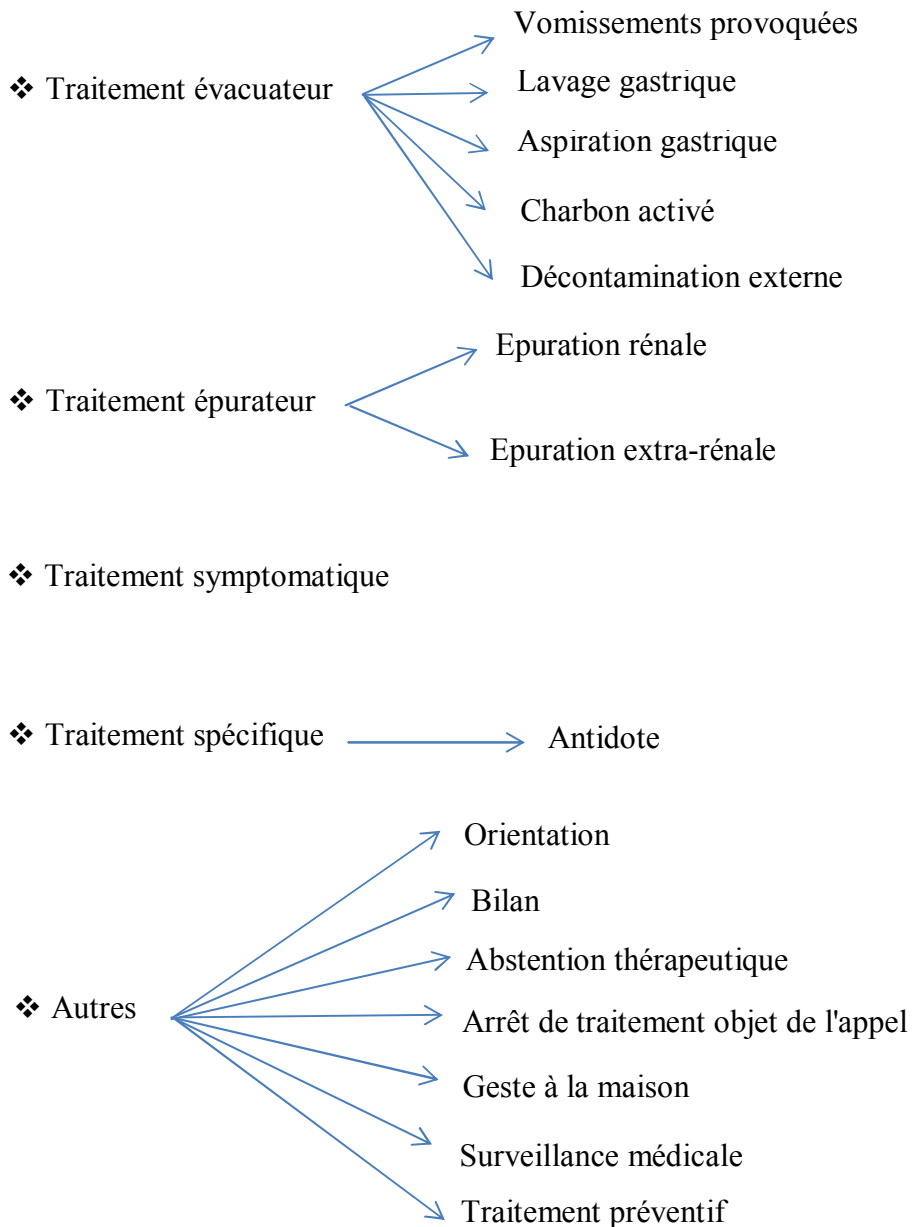 ❖ Traitement évacuateur
Vomissements provoquées
Lavage gastrique
Aspiration gastrique
Charbon activé
Décontamination externe
❖ Traitement épurateur
Epuration rénale
Epuration extra-rénale
❖ Traitement symptomatique
❖ Traitement spécifique
Antidote
❖ Autres
Orientation
Bilan
Abstention thérapeutique
Arrêt de traitement objet de l'appel
Geste à la maison
Surveillance médicale
Traitement préventif